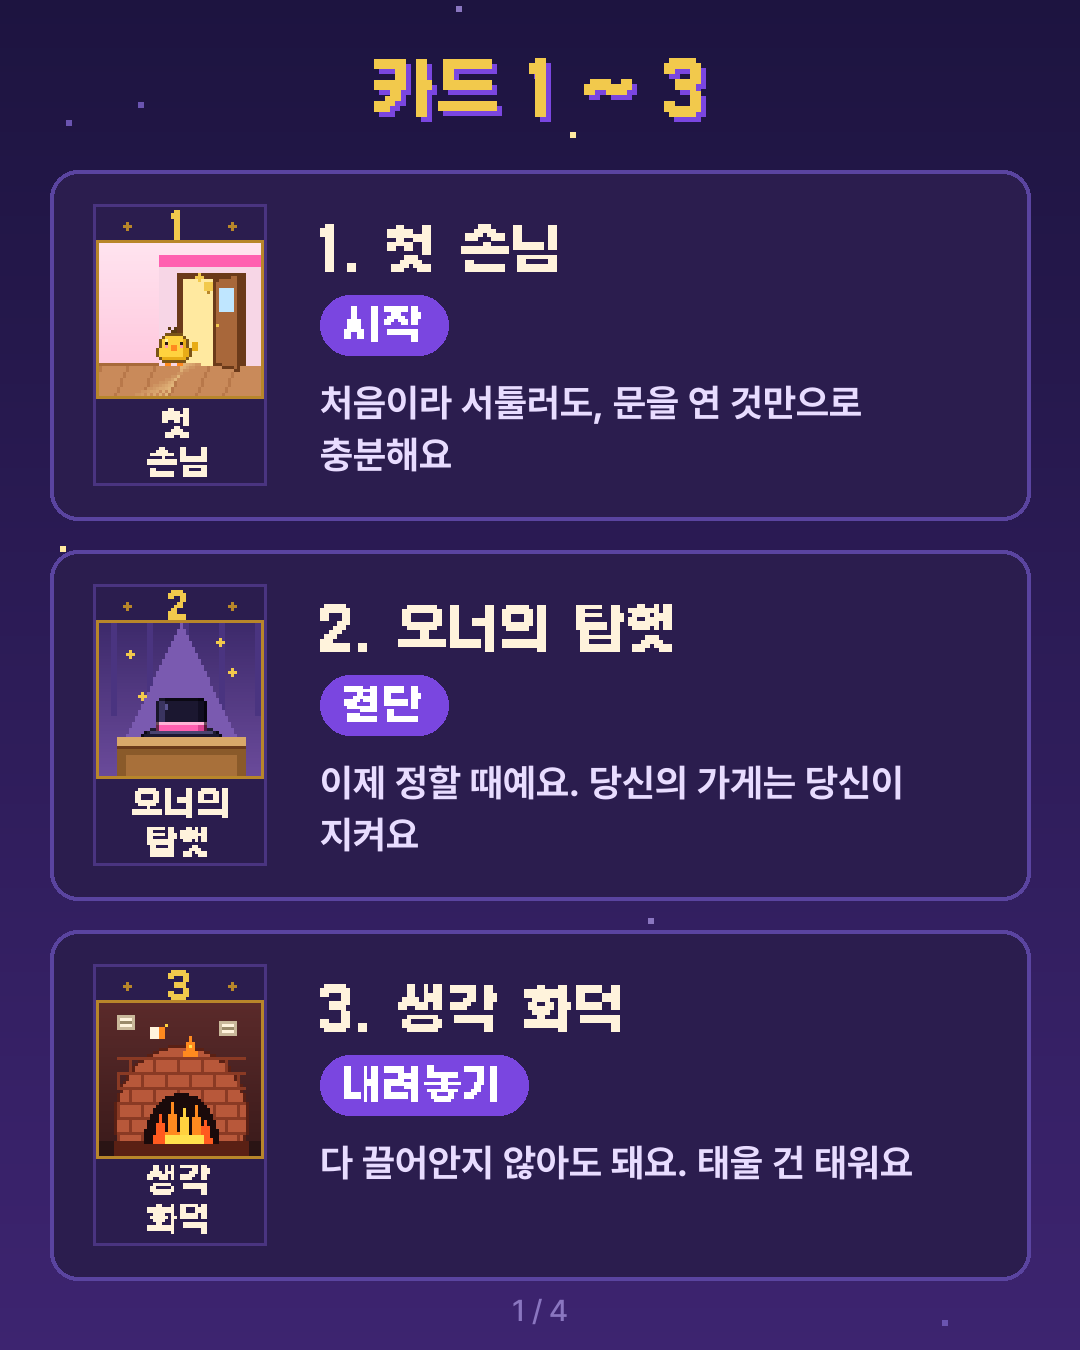 카드 1 ~ 3
1
첫
손님
1. 첫 손님
시작
처음이라 서툴러도, 문을 연 것만으로
충분해요
2
오너의
탑햇
2. 오너의 탑햇
결단
이제 정할 때예요. 당신의 가게는 당신이
지켜요
3
생각
화덕
3. 생각 화덕
내려놓기
다 끌어안지 않아도 돼요. 태울 건 태워요
1 / 4